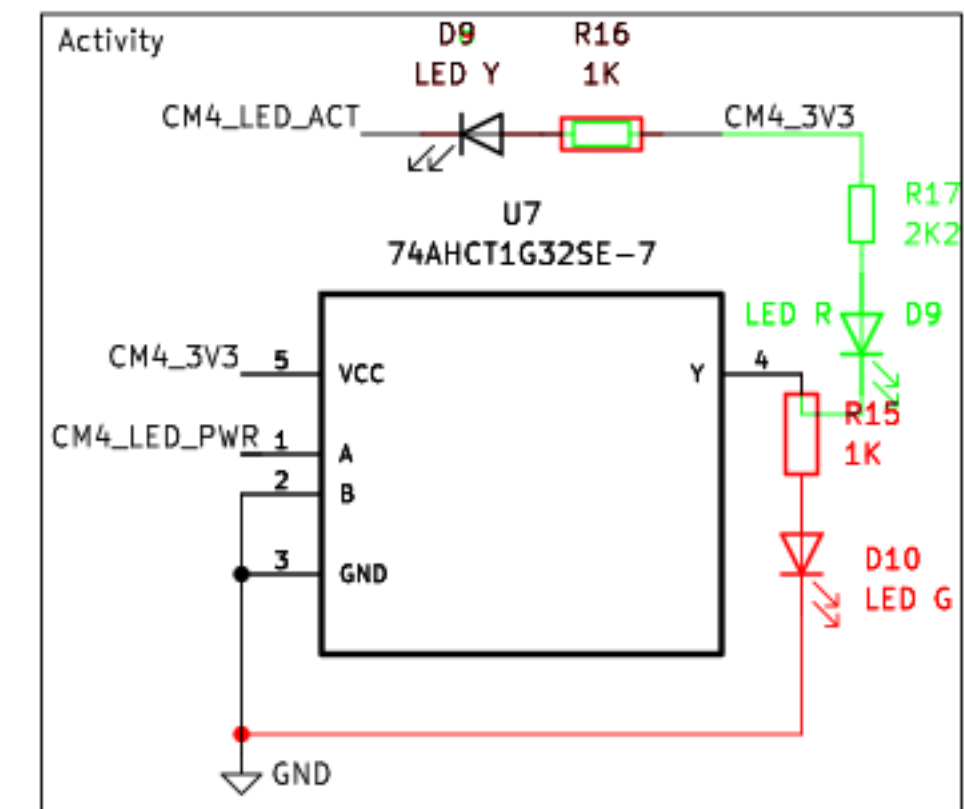 Activity
D9
LED Y
R16
1K
CM4_LED_ACT
CM4_3V3
R17
2K2
U7
74AHCT1G32SE-7
LED R
D9
CM4_3V3
5
VCC
Y
4
CM4_LED_PWR
1
A
2
B
R15
1K
3
GND
D10
LED G
GND